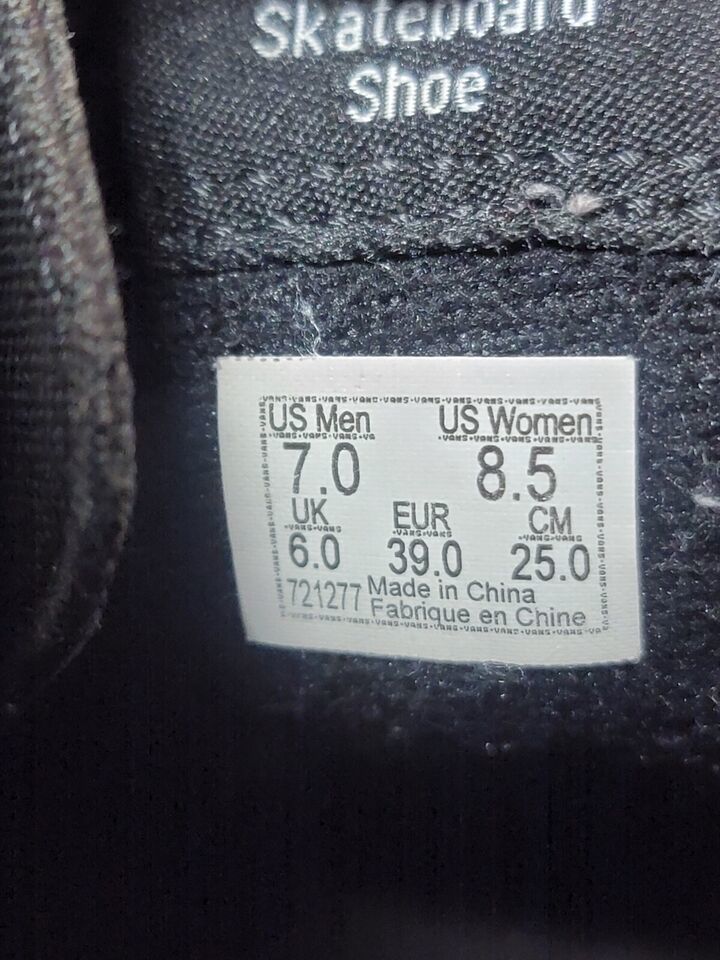 Skateboard
Shoe
US Men US Women
7.0 8.5
UK EUR CM
6.0 39.0 25.0
721277 Made in China
Fabrique en Chine